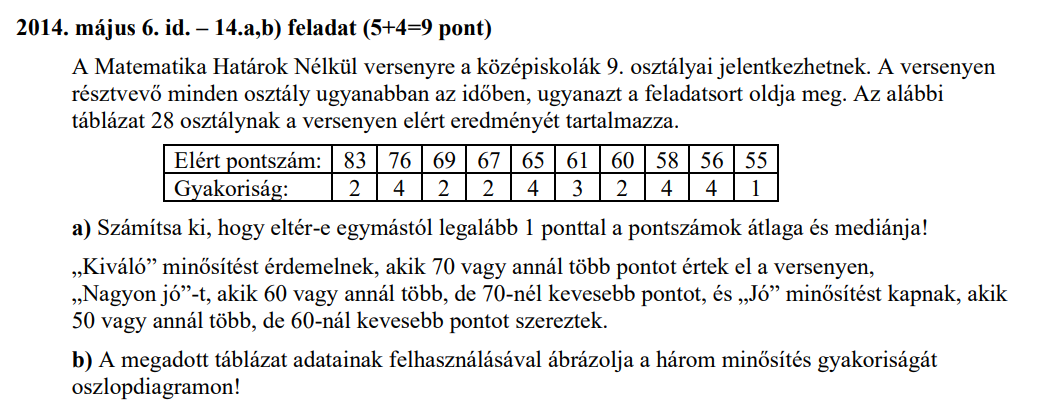 2014. május 6. id. – 14.a,b) feladat (5+4=9 pont)
A Matematika Határok Nélkül versenyre a középiskolák 9. osztályai jelentkezhetnek. A versenyen
résztvevő minden osztály ugyanabban az időben, ugyanazt a feladatsort oldja meg. Az alábbi
táblázat 28 osztálynak a versenyen elért eredményét tartalmazza.
Elért pontszám: 83 76 69 67 65 61 60 58 56 55
Gyakoriság: 2 4 2 2 4 3 2 4 4 1
a) Számítsa ki, hogy eltér-e egymástól legalább 1 ponttal a pontszámok átlaga és mediánja!
„Kiváló” minősítést érdemelnek, akik 70 vagy annál több pontot értek el a versenyen,
„Nagyon jó”-t, akik 60 vagy annál több, de 70-nél kevesebb pontot, és „Jó” minősítést kapnak, akik
50 vagy annál több, de 60-nál kevesebb pontot szereztek.
b) A megadott táblázat adatainak felhasználásával ábrázolja a három minősítés gyakoriságát
oszlopdiagramon!